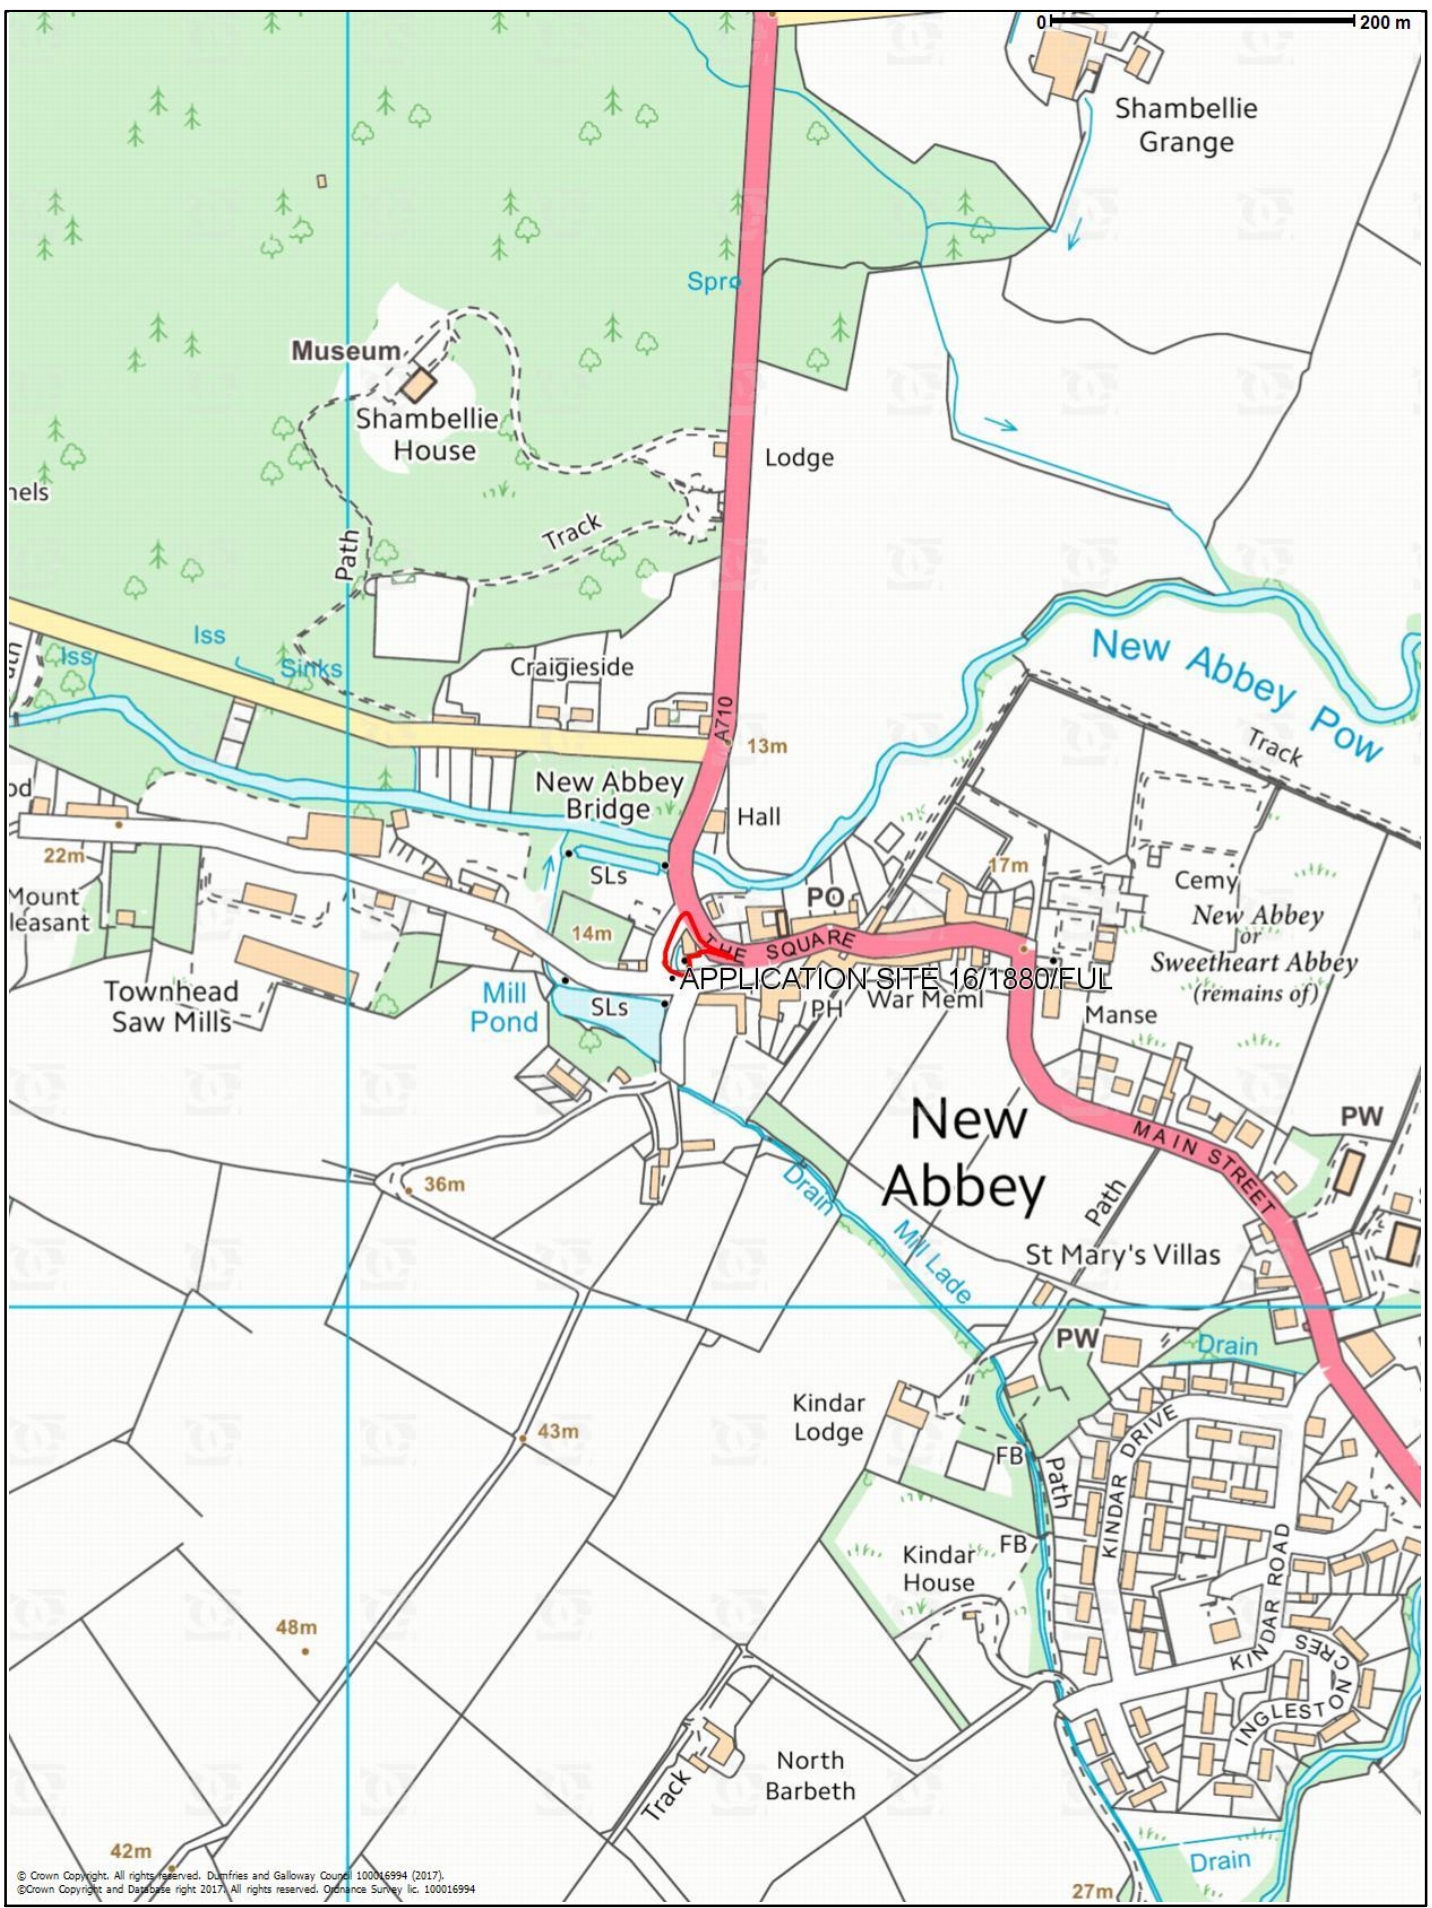 0 200 m
Shambellie
Grange
Spr
Museum
Shambellie
House
Lodge
nels
Track
Path
Iss
Iss
Sinks
Craigieside
A710
13m
New Abbey Pow
Track
New Abbey
Bridge
Hall
22m
SLs
PO
17m
Cemy
Mount
leasant
14m
THE SQUARE
New Abbey
or
Sweetheart Abbey
(remains of)
APPLICATION SITE 16/1880/FUL
Townhead
Saw Mills
Mill
Pond
SLs
PH
War Meml
Manse
New
Abbey
MAIN STREET
PW
36m
Drain
Path
Mill Lade
St Mary's Villas
PW
Drain
Kindar
Lodge
43m
FB
Path
KINDAR DRIVE
Kindar
House
FB
KINDAR ROAD
48m
INGLESTON CRES
North
Barbeth
Track
42m
Drain
27m
© Crown Copyright. All rights reserved. Dumfries and Galloway Council 100016994 (2017).
©Crown Copyright and Database right 2017. All rights reserved. Ordnance Survey lic. 100016994